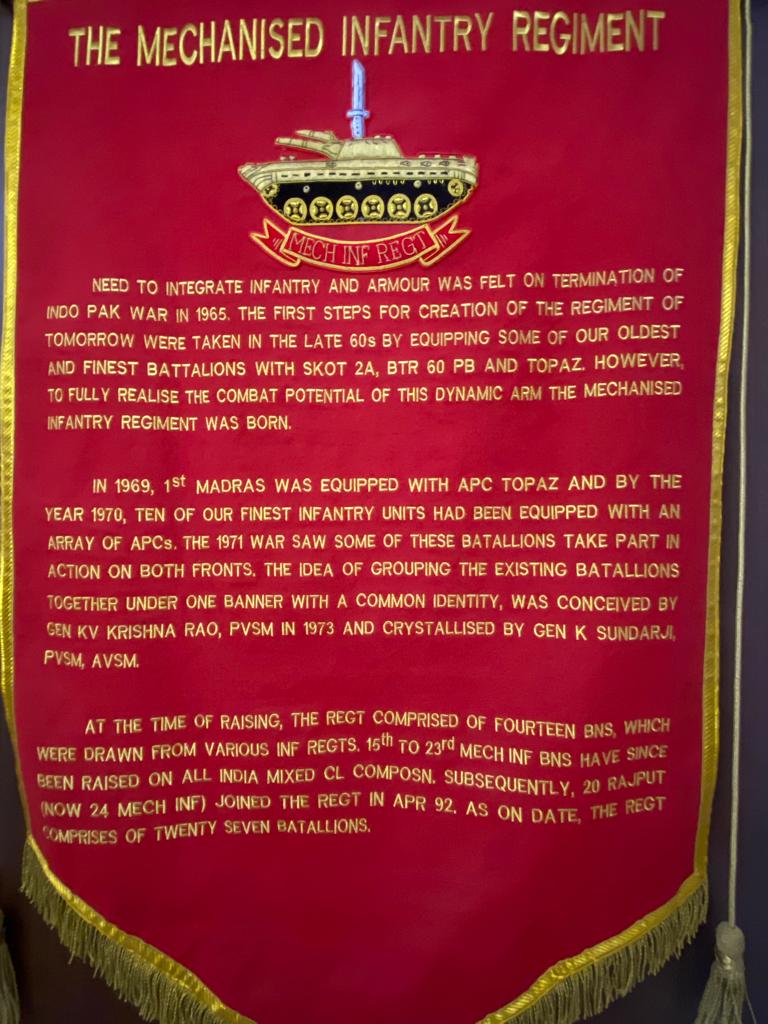 THE MECHANISED INFANTRY REGIMENT
MECH INF REGT
NEED TO INTEGRATE INFANTRY AND ARMOUR WAS FELT ON TERMINATION OF
INDO PAK WAR IN 1965. THE FIRST STEPS FOR CREATION OF THE REGIMENT OF
TOMORROW WERE TAKEN IN THE LATE 60s BY EQUIPPING SOME OF OUR OLDEST
AND FINEST BATTALIONS WITH SKOT 2A, BTR 60 PB AND TOPAZ. HOWEVER,
TO FULLY REALISE THE COMBAT POTENTIAL OF THIS DYNAMIC ARM THE MECHANISED
INFANTRY REGIMENT WAS BORN.
IN 1969, 1st MADRAS WAS EQUIPPED WITH APC TOPAZ AND BY THE
YEAR 1970, TEN OF OUR FINEST INFANTRY UNITS HAD BEEN EQUIPPED WITH AN
ARRAY OF APCs. THE 1971 WAR SAW SOME OF THESE BATALLIONS TAKE PART IN
ACTION ON BOTH FRONTS. THE IDEA OF GROUPING THE EXISTING BATALLIONS
TOGETHER UNDER ONE BANNER WITH A COMMON IDENTITY, WAS CONCEIVED BY
GEN KV KRISHNA RAO, PVSM IN 1973 AND CRYSTALLISED BY GEN K SUNDARJI,
PVSM, AVSM.
AT THE TIME OF RAISING, THE REGT COMPRISED OF FOURTEEN BNS, WHICH
WERE DRAWN FROM VARIOUS INF REGTS. 15th TO 23rd MECH INF BNS HAVE SINCE
BEEN RAISED ON ALL INDIA MIXED CL COMPOSN. SUBSEQUENTLY, 20 RAJPUT
(NOW 24 MECH INF) JOINED THE REGT IN APR 92. AS ON DATE, THE REGT
COMPRISES OF TWENTY SEVEN BATALLIONS.